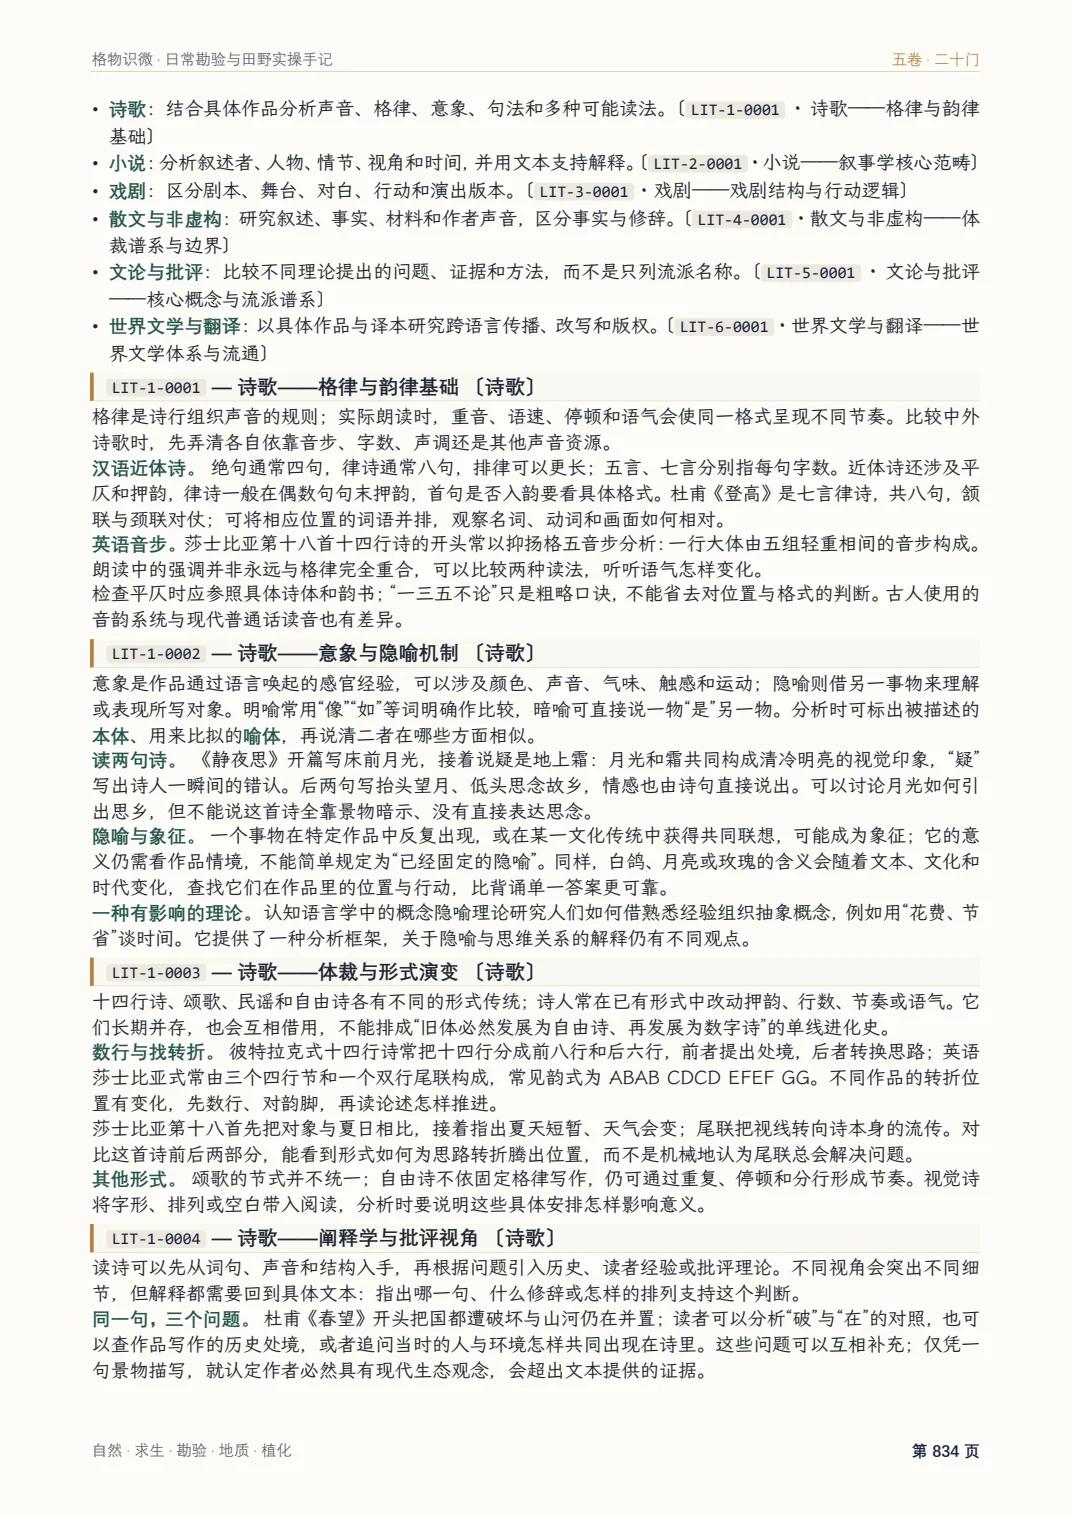 格物识微 · 日常勘验与田野实操手记
五卷 · 二十门
• 诗歌：结合具体作品分析声音、格律、意象、句法和多种可能读法。〔LIT-1-0001 · 诗歌——格律与韵律
基础〕
• 小说：分析叙述者、人物、情节、视角和时间，并用文本支持解释。〔LIT-2-0001 · 小说——叙事学核心范畴〕
• 戏剧：区分剧本、舞台、对白、行动和演出版本。〔LIT-3-0001 · 戏剧——戏剧结构与行动逻辑〕
• 散文与非虚构：研究叙述、事实、材料和作者声音，区分事实与修辞。〔LIT-4-0001 · 散文与非虚构——体
裁谱系与边界〕
• 文论与批评：比较不同理论提出的问题、证据和方法，而不是只列流派名称。〔LIT-5-0001 · 文论与批评
——核心概念与流派谱系〕
• 世界文学与翻译：以具体作品与译本研究跨语言传播、改写和版权。〔LIT-6-0001 · 世界文学与翻译——世
界文学体系与流通〕
LIT-1-0001 — 诗歌——格律与韵律基础 〔诗歌〕
格律是诗行组织声音的规则；实际朗读时，重音、语速、停顿和语气会使同一格式呈现不同节奏。比较中外
诗歌时，先弄清各自依靠音步、字数、声调还是其他声音资源。
汉语近体诗。 绝句通常四句，律诗通常八句，排律可以更长；五言、七言分别指每句字数。近体诗还涉及平
仄和押韵，律诗一般在偶数句句末押韵，首句是否入韵要看具体格式。杜甫《登高》是七言律诗，共八句，颔
联与颈联对仗；可将相应位置的词语并排，观察名词、动词和画面如何相对。
英语音步。莎士比亚第十八首十四行诗的开头常以抑扬格五音步分析：一行大体由五组轻重相间的音步构成。
朗读中的强调并非永远与格律完全重合，可以比较两种读法，听听语气怎样变化。
检查平仄时应参照具体诗体和韵书；“一三五不论”只是粗略口诀，不能省去对位置与格式的判断。古人使用的
音韵系统与现代普通话读音也有差异。
LIT-1-0002 — 诗歌——意象与隐喻机制 〔诗歌〕
意象是作品通过语言唤起的感官经验，可以涉及颜色、声音、气味、触感和运动；隐喻则借另一事物来理解
或表现所写对象。明喻常用“像”“如”等词明确作比较，暗喻可直接说一物“是”另一物。分析时可标出被描述的
本体、用来比拟的喻体，再说清二者在哪些方面相似。
读两句诗。 《静夜思》开篇写床前月光，接着说疑是地上霜：月光和霜共同构成清冷明亮的视觉印象，“疑”
写出诗人一瞬间的错认。后两句写抬头望月、低头思念故乡，情感也由诗句直接说出。可以讨论月光如何引
出思乡，但不能说这首诗全靠景物暗示、没有直接表达思念。
隐喻与象征。 一个事物在特定作品中反复出现，或在某一文化传统中获得共同联想，可能成为象征；它的意
义仍需看作品情境，不能简单规定为“已经固定的隐喻”。同样，白鸽、月亮或玫瑰的含义会随着文本、文化和
时代变化，查找它们在作品里的位置与行动，比背诵单一答案更可靠。
一种有影响的理论。认知语言学中的概念隐喻理论研究人们如何借熟悉经验组织抽象概念，例如用“花费、节
省”谈时间。它提供了一种分析框架，关于隐喻与思维关系的解释仍有不同观点。
LIT-1-0003 — 诗歌——体裁与形式演变 〔诗歌〕
十四行诗、颂歌、民谣和自由诗各有不同的形式传统；诗人常在已有形式中改动押韵、行数、节奏或语气。它
们长期并存，也会互相借用，不能排成“旧体必然发展为自由诗、再发展为数字诗”的单线进化史。
数行与找转折。 彼特拉克式十四行诗常把十四行分成前八行和后六行，前者提出处境，后者转换思路；英语
莎士比亚式常由三个四行节和一个双行尾联构成，常见韵式为 ABAB CDCD EFEF GG。不同作品的转折位
置有变化，先数行、对韵脚，再读论述怎样推进。
莎士比亚第十八首先把对象与夏日相比，接着指出夏天短暂、天气会变；尾联把视线转向诗本身的流传。对
比这首诗前后两部分，能看到形式如何为思路转折腾出位置，而不是机械地认为尾联总会解决问题。
其他形式。 颂歌的节式并不统一；自由诗不依固定格律写作，仍可通过重复、停顿和分行形成节奏。视觉诗
将字形、排列或空白带入阅读，分析时要说明这些具体安排怎样影响意义。
LIT-1-0004 — 诗歌——阐释学与批评视角 〔诗歌〕
读诗可以先从词句、声音和结构入手，再根据问题引入历史、读者经验或批评理论。不同视角会突出不同细
节，但解释都需要回到具体文本：指出哪一句、什么修辞或怎样的排列支持这个判断。
同一句，三个问题。 杜甫《春望》开头把国都遭破坏与山河仍在并置；读者可以分析“破”与“在”的对照，也可
以查作品写作的历史处境，或者追问当时的人与环境怎样共同出现在诗里。这些问题可以互相补充；仅凭一
句景物描写，就认定作者必然具有现代生态观念，会超出文本提供的证据。
自然 · 求生 · 勘验 · 地质 · 植化
第 834 页